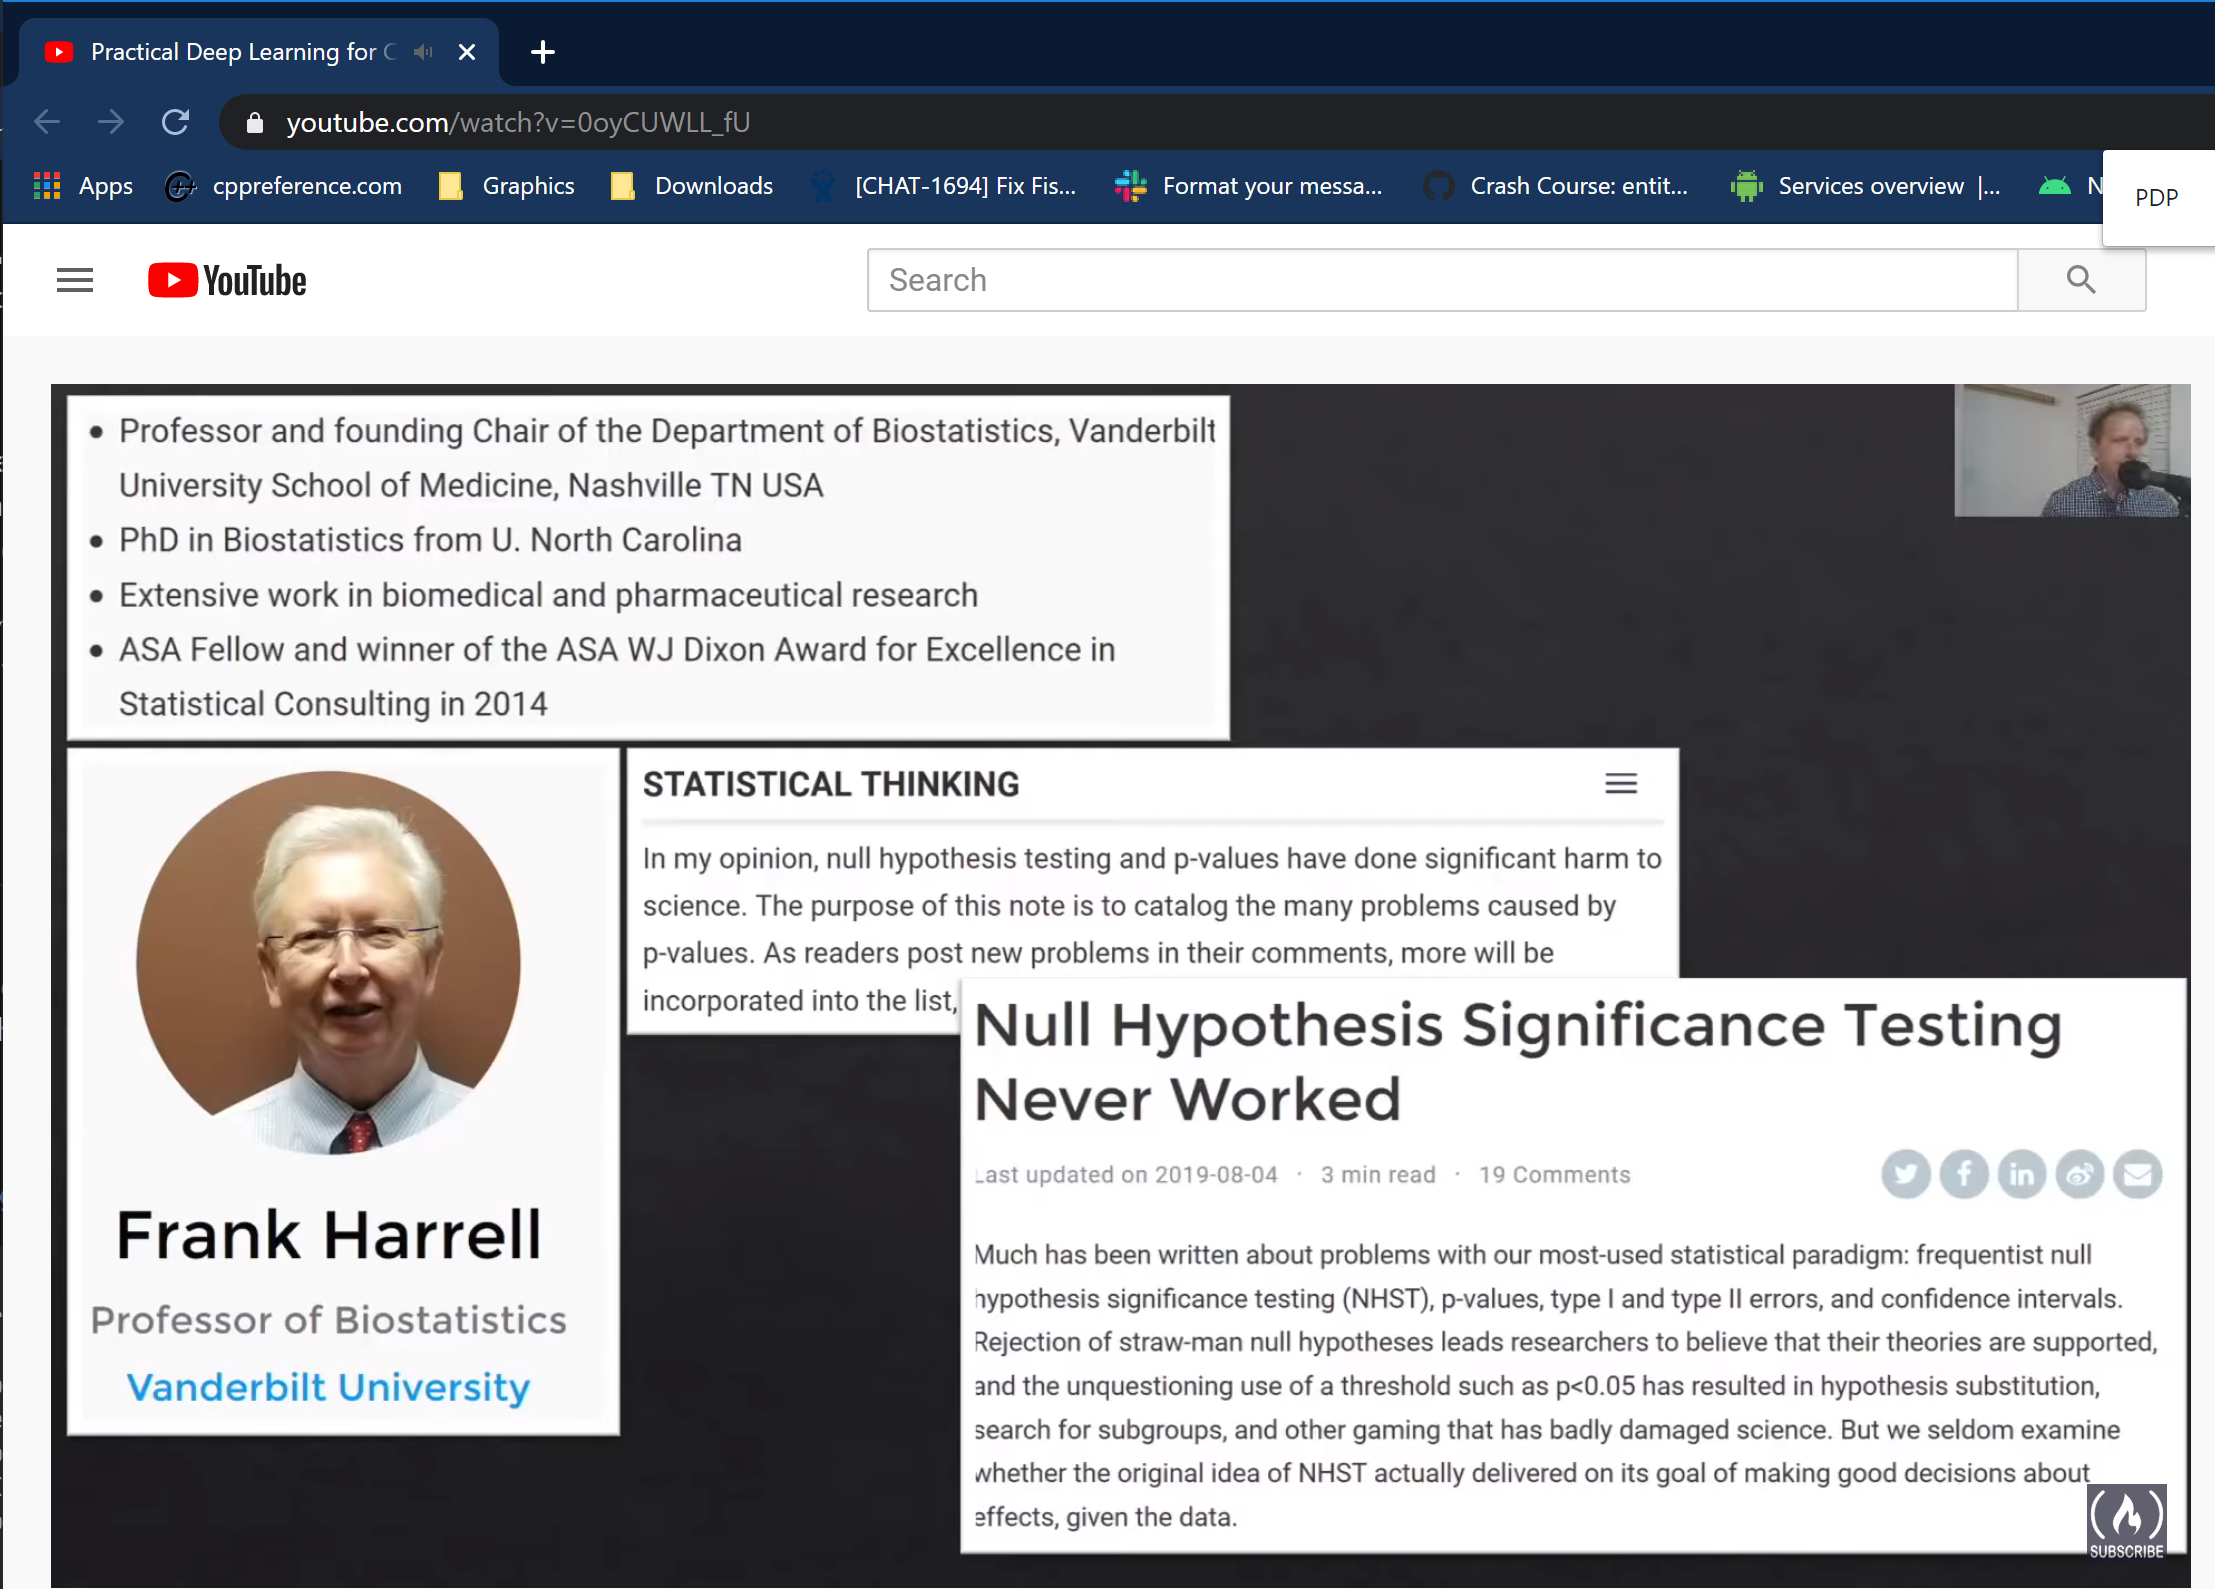 Practical Deep Learning for
youtube.com/watch?v=0oyCUWLL_fU
Apps
cppreference.com
Graphics
Downloads
[CHAT-1694] Fix Fis...
Format your messa...
Crash Course: entit...
Services overview |...
N
PDP
YouTube
Search
Professor and founding Chair of the Department of Biostatistics, Vanderbilt
University School of Medicine, Nashville TN USA
PhD in Biostatistics from U. North Carolina
Extensive work in biomedical and pharmaceutical research
ASA Fellow and winner of the ASA WJ Dixon Award for Excellence in
Statistical Consulting in 2014
Frank Harrell
Professor of Biostatistics
Vanderbilt University
STATISTICAL THINKING
In my opinion, null hypothesis testing and p-values have done significant harm to
science. The purpose of this note is to catalog the many problems caused by
p-values. As readers post new problems in their comments, more will be
incorporated into the list,
Null Hypothesis Significance Testing
Never Worked
Last updated on 2019-08-04 · 3 min read · 19 Comments
Much has been written about problems with our most-used statistical paradigm: frequentist null
hypothesis significance testing (NHST), p-values, type I and type II errors, and confidence intervals.
Rejection of straw-man null hypotheses leads researchers to believe that their theories are supported,
and the unquestioning use of a threshold such as p<0.05 has resulted in hypothesis substitution,
search for subgroups, and other gaming that has badly damaged science. But we seldom examine
whether the original idea of NHST actually delivered on its goal of making good decisions about
effects, given the data.
SUBSCRIBE